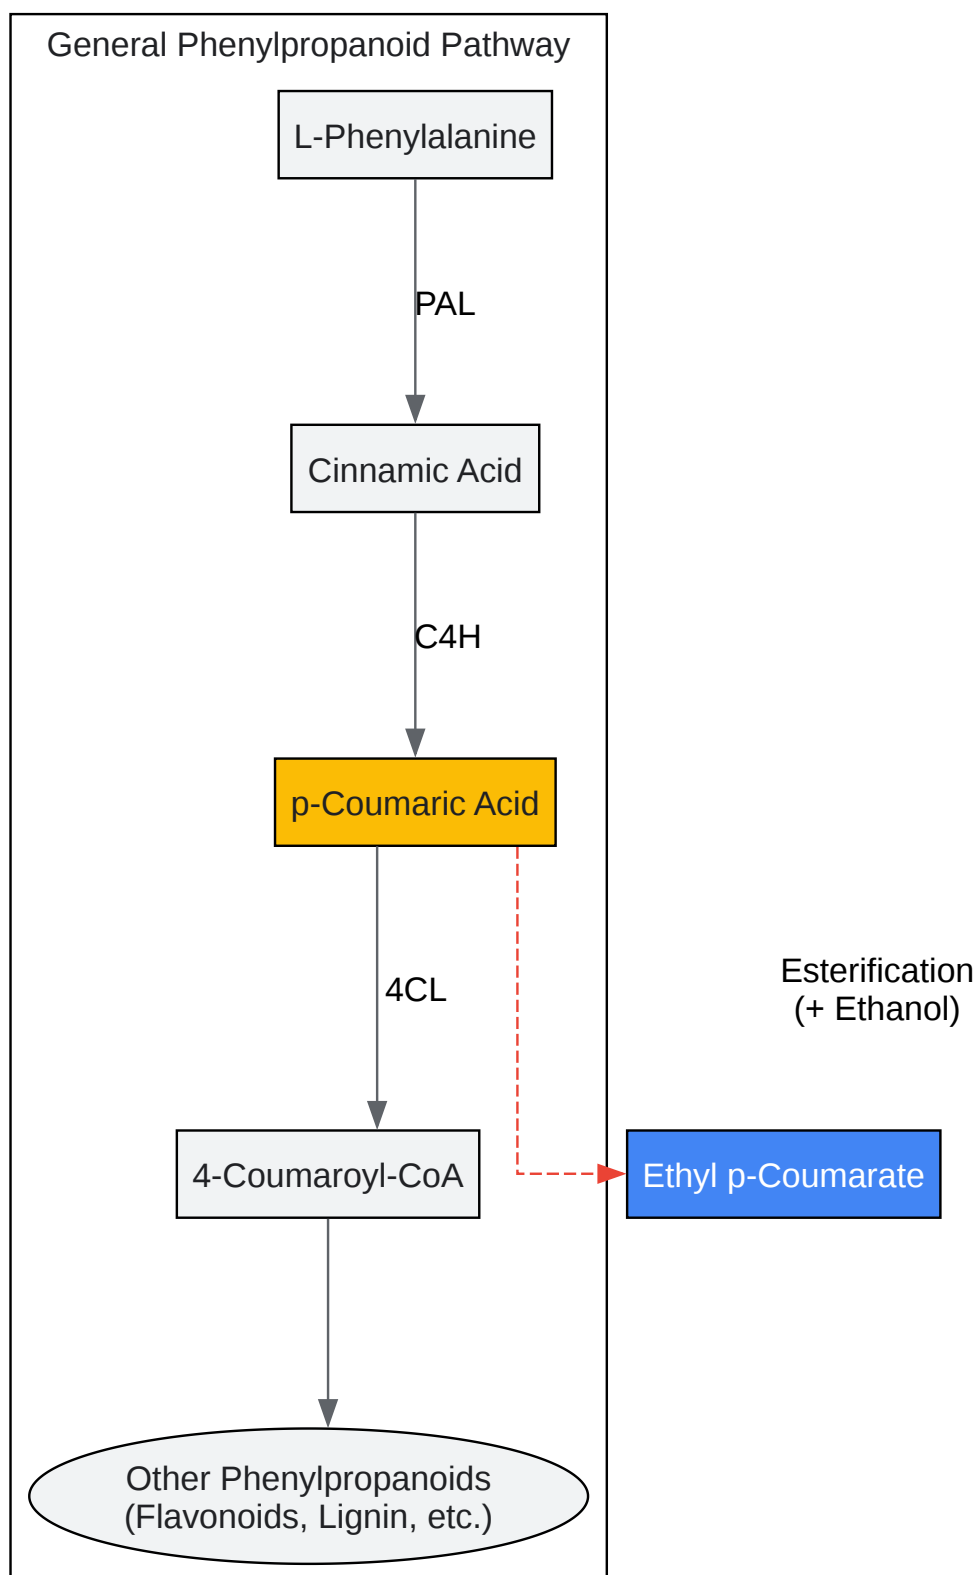 General Phenylpropanoid Pathway
L-Phenylalanine
PAL
Cinnamic Acid
C4H
p-Coumaric Acid
Esterification
(+ Ethanol)
4CL
4-Coumaroyl-CoA
Ethyl p-Coumarate
Other Phenylpropanoids
(Flavonoids, Lignin, etc.)